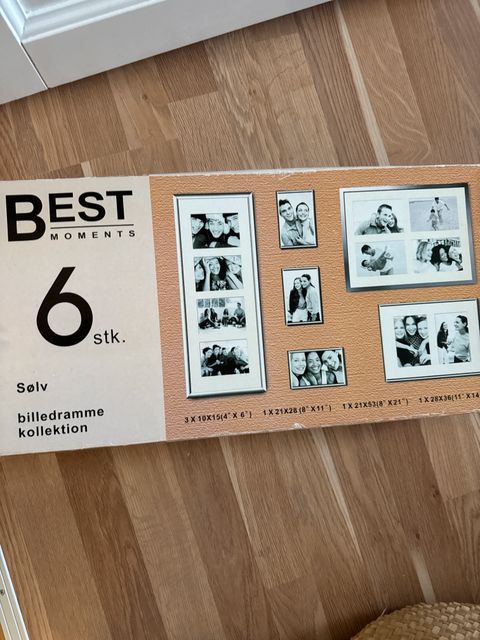 BEST
MOMENTS
6 stk.
Sølv
billedramme
kollektion
3 X 10X15(4" X 6") 1 X 21X28 (8" X 11") 1 X 21X53(8" X 21") 1 X 28X36(11" X 14